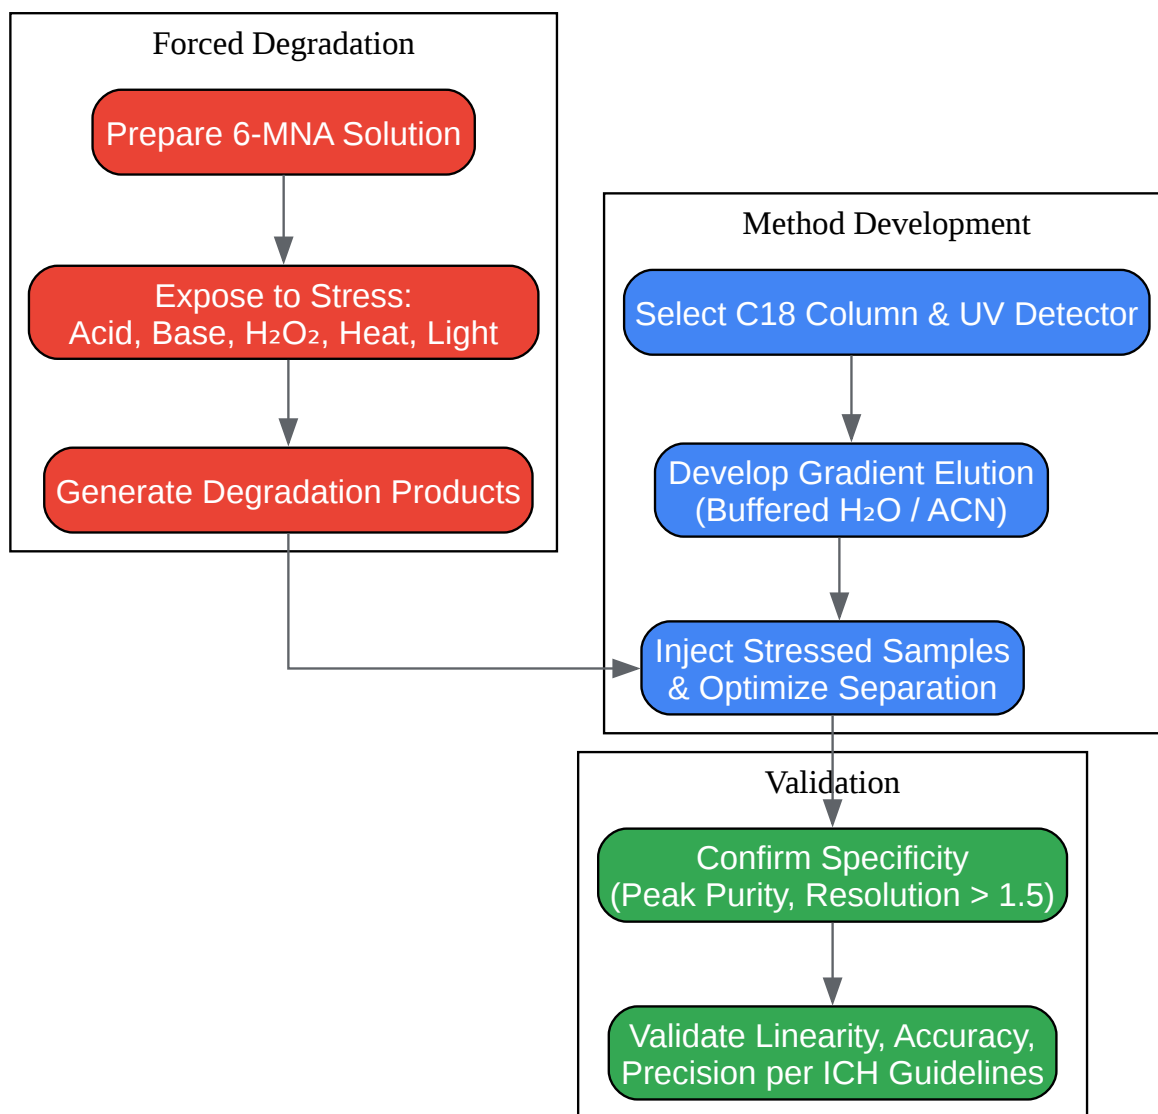 Forced Degradation
Prepare 6-MNA Solution
Expose to Stress:
Acid, Base, H₂O₂, Heat, Light
Generate Degradation Products
Method Development
Select C18 Column & UV Detector
Develop Gradient Elution
(Buffered H₂O / ACN)
Inject Stressed Samples
& Optimize Separation
Validation
Confirm Specificity
(Peak Purity, Resolution > 1.5)
Validate Linearity, Accuracy,
Precision per ICH Guidelines